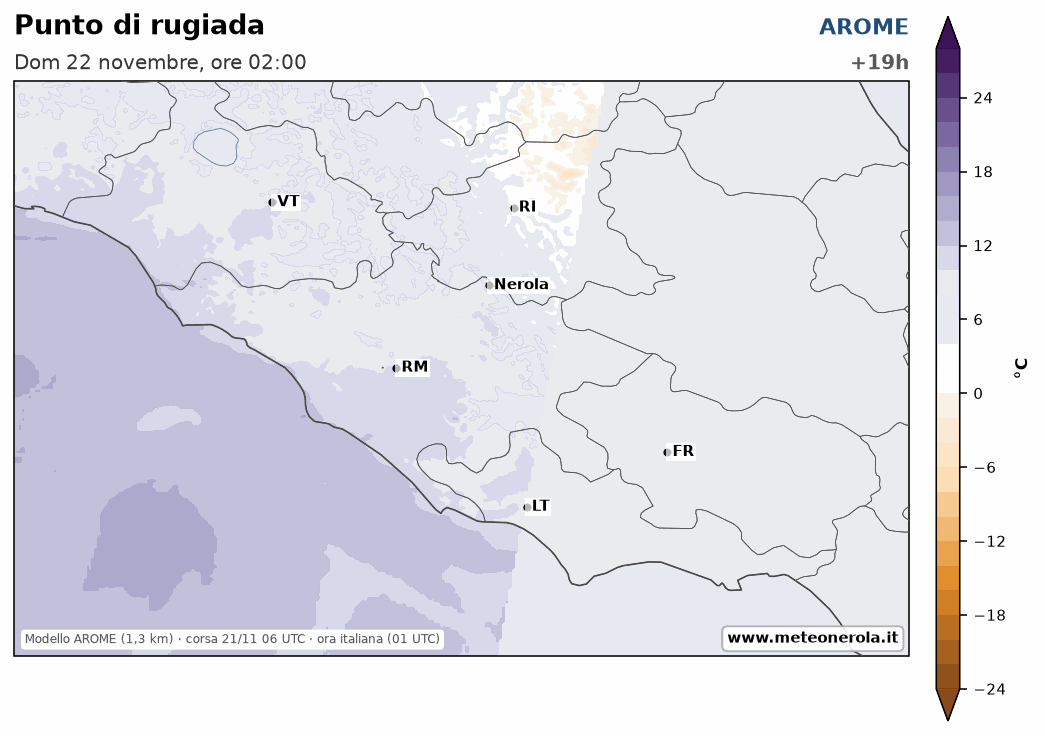 Punto di rugiada
AROME
Dom 22 novembre, ore 02:00
+19h
24
18
12
6
0
−6
−12
−18
−24
°C
VT
RI
Nerola
RM
FR
LT
Modello AROME (1,3 km) · corsa 21/11 06 UTC · ora italiana (01 UTC)
www.meteonerola.it